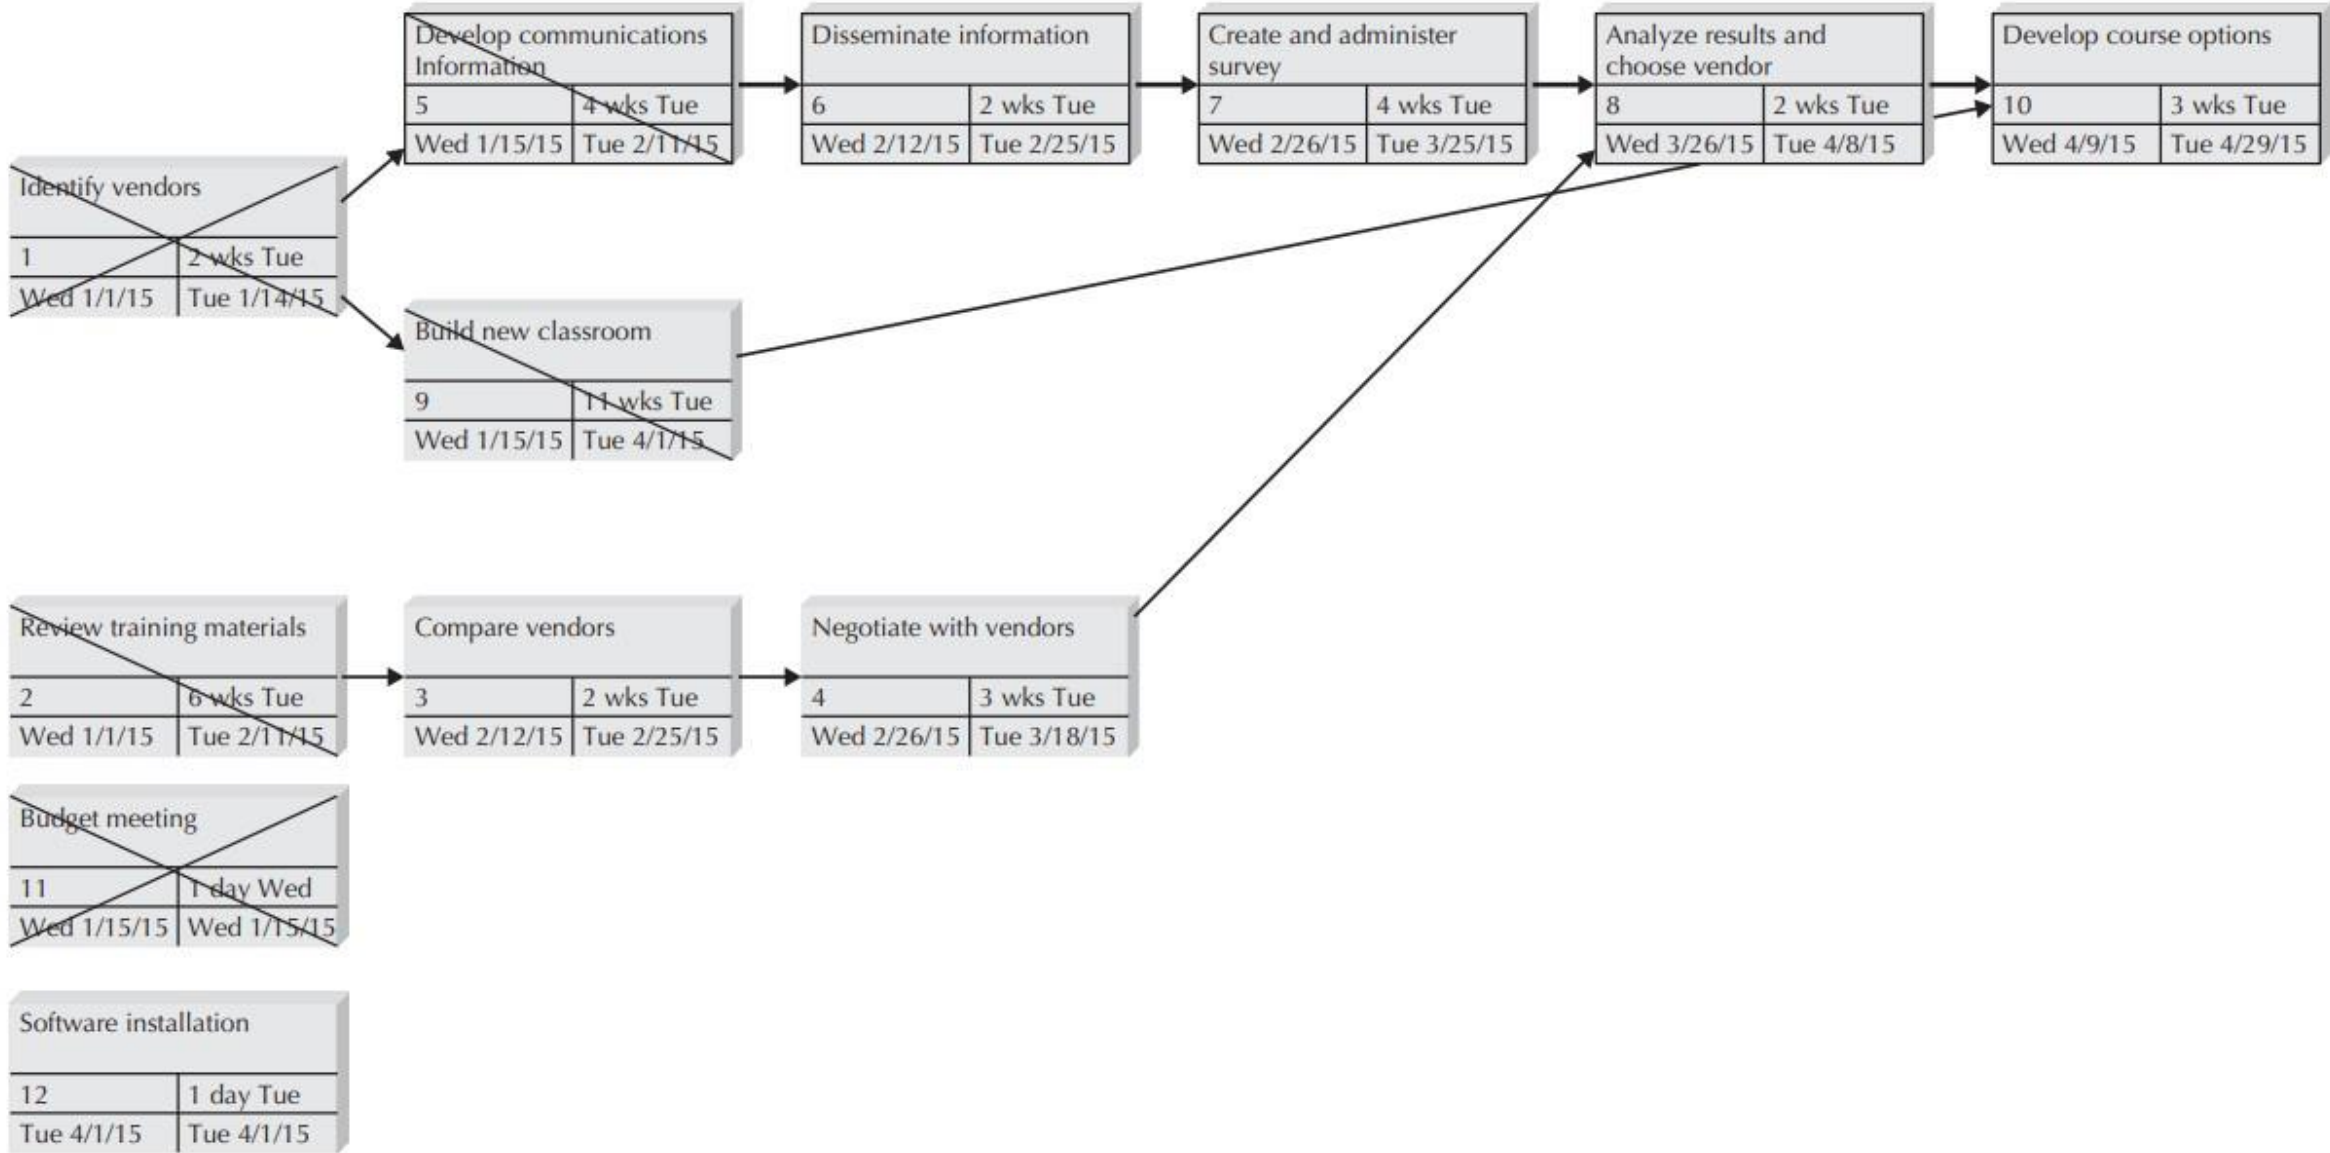 Develop communications
Information
5
4 wks Tue
Wed 1/15/15
Tue 2/11/15
Disseminate information
6
2 wks Tue
Wed 2/12/15
Tue 2/25/15
Create and administer
survey
7
4 wks Tue
Wed 2/26/15
Tue 3/25/15
Analyze results and
choose vendor
8
2 wks Tue
Wed 3/26/15
Tue 4/8/15
Develop course options
10
3 wks Tue
Wed 4/9/15
Tue 4/29/15
Identify vendors
1
2 wks Tue
Wed 1/1/15
Tue 1/14/15
Build new classroom
9
11 wks Tue
Wed 1/15/15
Tue 4/1/15
Review training materials
2
6 wks Tue
Wed 1/1/15
Tue 2/11/15
Compare vendors
3
2 wks Tue
Wed 2/12/15
Tue 2/25/15
Negotiate with vendors
4
3 wks Tue
Wed 2/26/15
Tue 3/18/15
Budget meeting
11
1 day Wed
Wed 1/15/15
Wed 1/15/15
Software installation
12
1 day Tue
Tue 4/1/15
Tue 4/1/15